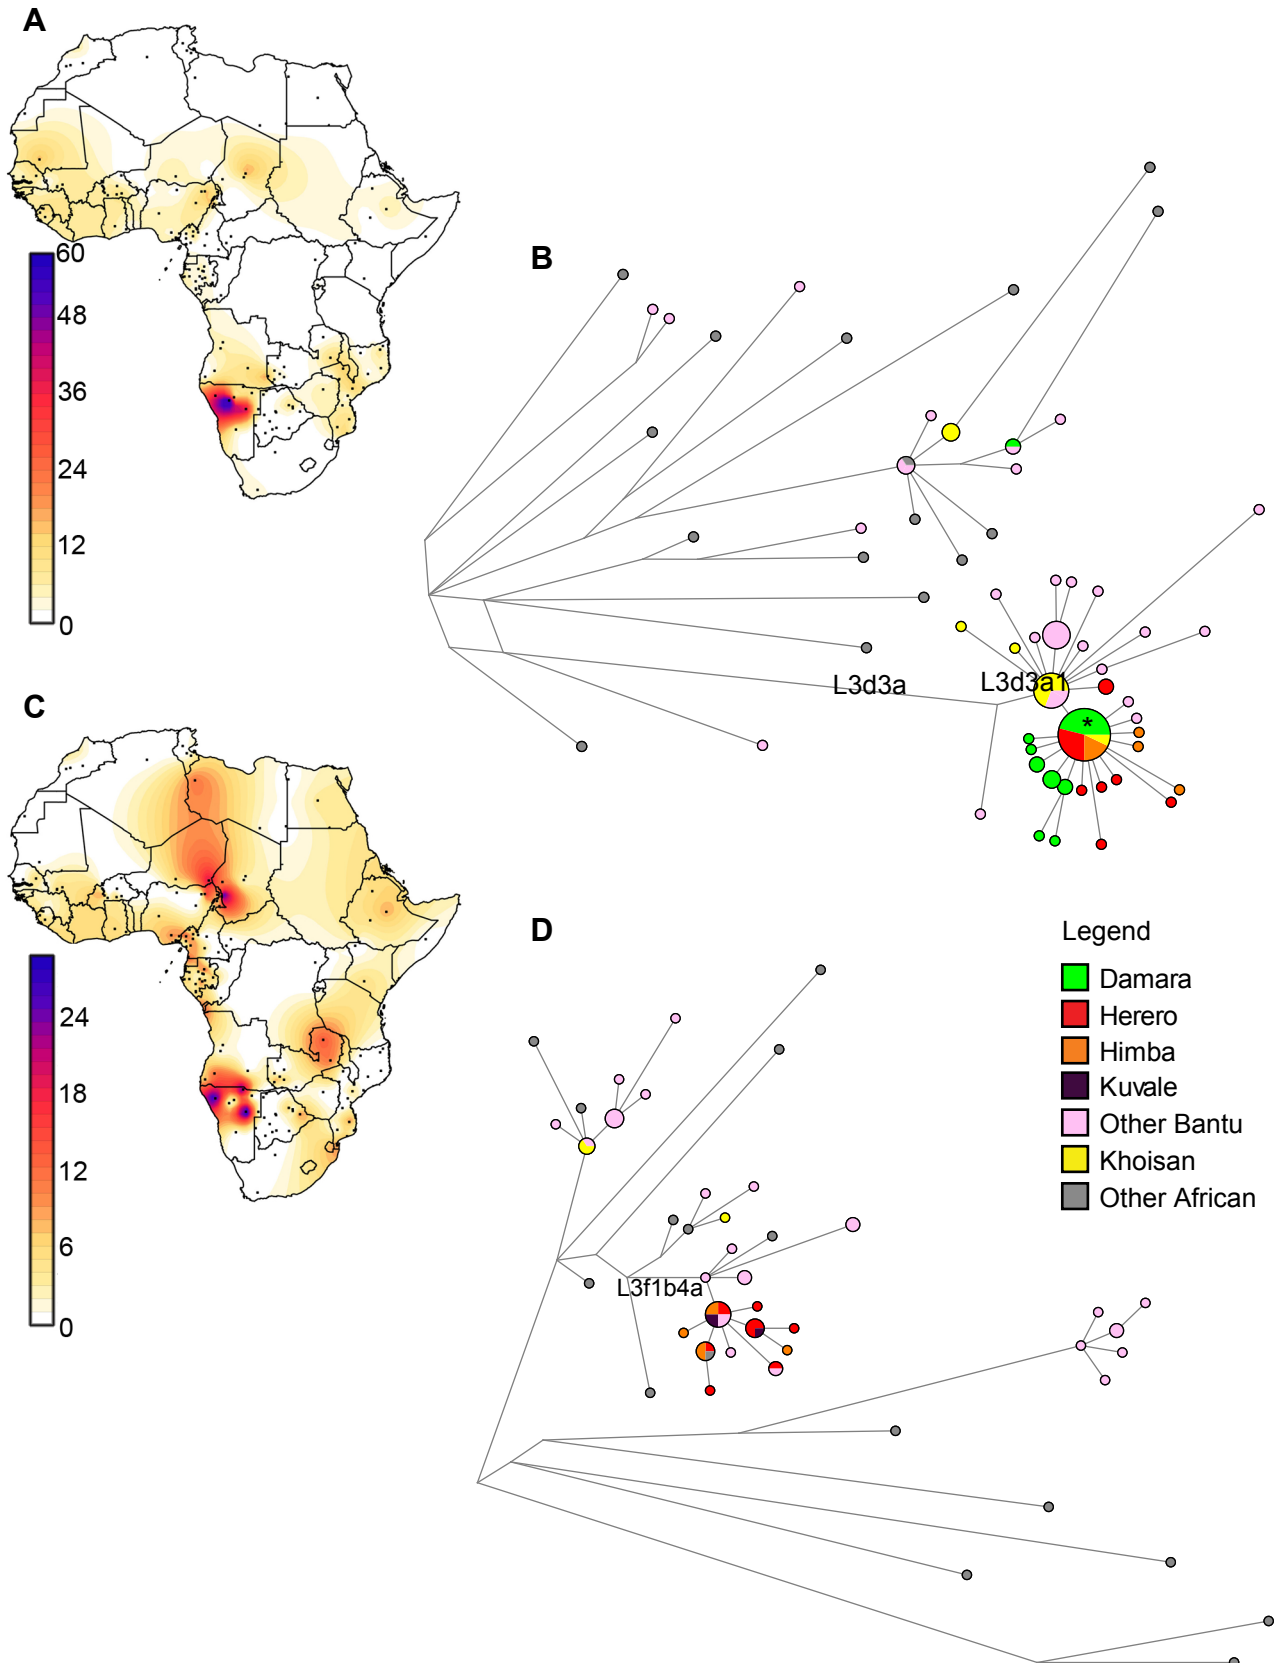 A
60
48
36
24
12
0
B
L3d3a
L3d3a1
*
C
24
18
12
6
0
D
L3f1b4a
Legend
Damara
Herero
Himba
Kuvale
Other Bantu
Khoisan
Other African